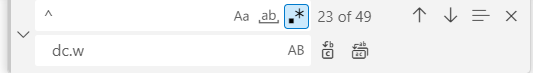 ^ Aa ab .* 23 of 49
dc.w AB